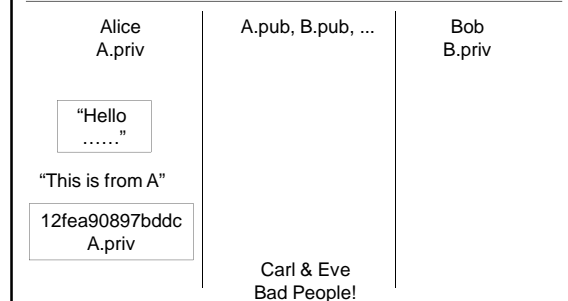 Alice
A.priv
A.pub, B.pub, ...
Bob
B.priv
“Hello
……”
“This is from A”
12fea90897bddc
A.priv
Carl & Eve
Bad People!